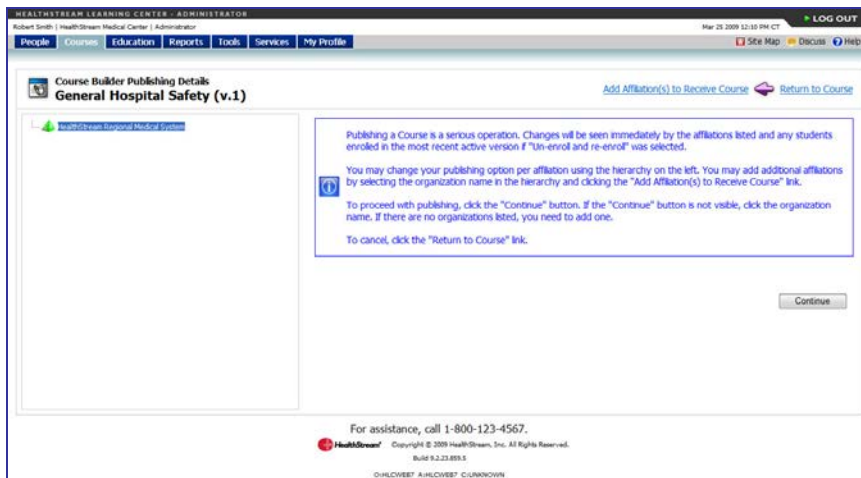 HEALTHSTREAM LEARNING CENTER - ADMINISTRATOR
Robert Smith | HealthStream Medical Center | Administrator
Mar 25 2009 12:10 PM CT
LOG OUT
People Courses Education Reports Tools Services My Profile
Site Map Discuss Help
Course Builder Publishing Details
General Hospital Safety (v.1)
Add Affiliation(s) to Receive Course Return to Course
HealthStream Regional Medical System
Publishing a Course is a serious operation. Changes will be seen immediately by the affiliations listed and any students
enrolled in the most recent active version if "Un-enroll and re-enrol" was selected.
You may change your publishing option per affiliation using the hierarchy on the left. You may add additional affiliations
by selecting the organization name in the hierarchy and clicking the "Add Affiliation(s) to Receive Course" link.
To proceed with publishing, click the "Continue" button. If the "Continue" button is not visible, click the organization
name. If there are no organizations listed, you need to add one.
To cancel, click the "Return to Course" link.
Continue
For assistance, call 1-800-123-4567.
HealthStream Copyright © 2009 HealthStream, Inc. All Rights Reserved.
Build 9.2.23.859.5
O:HLCWEB7 A:HLCWEB7 C:UNKNOWN